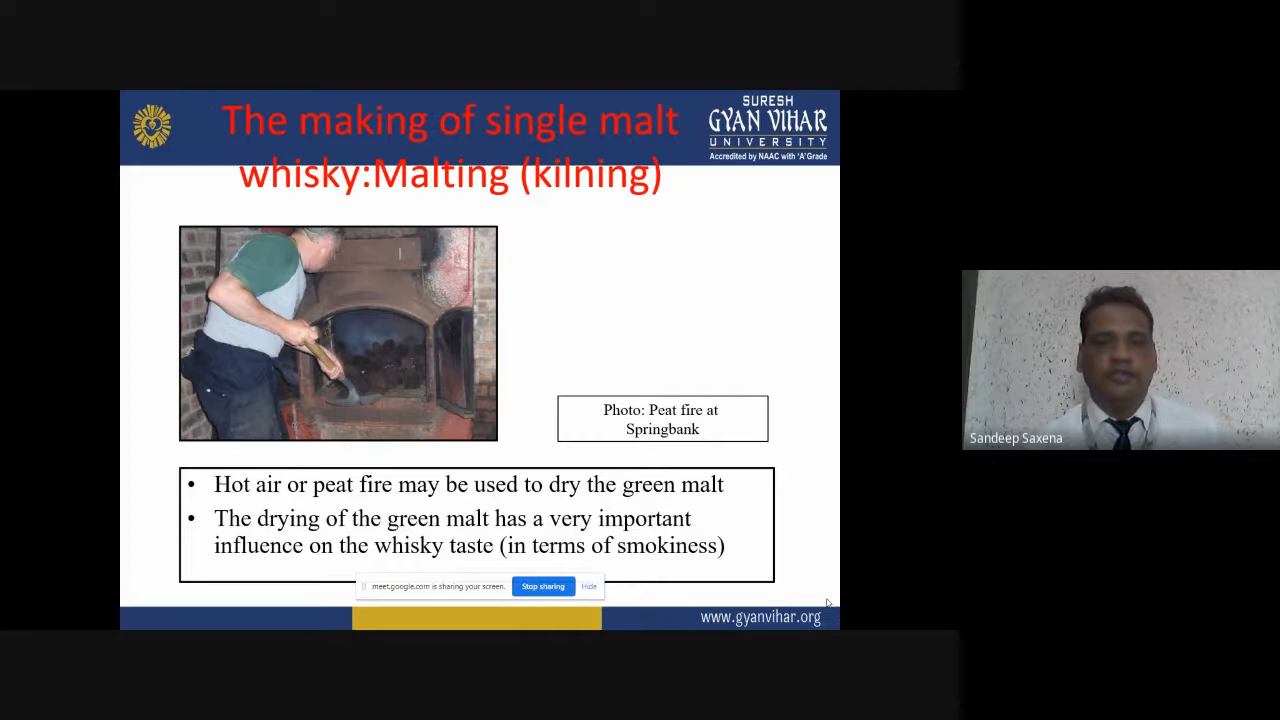 The making of single malt
whisky:Malting (kilning)
SURESH
GYAN VIHAR
UNIVERSITY
Accredited by NAAC with 'A' Grade
Photo: Peat fire at
Springbank
Sandeep Saxena
• Hot air or peat fire may be used to dry the green malt
• The drying of the green malt has a very important
influence on the whisky taste (in terms of smokiness)
meet.google.com is sharing your screen. Stop sharing Hide
www.gyanvihar.org